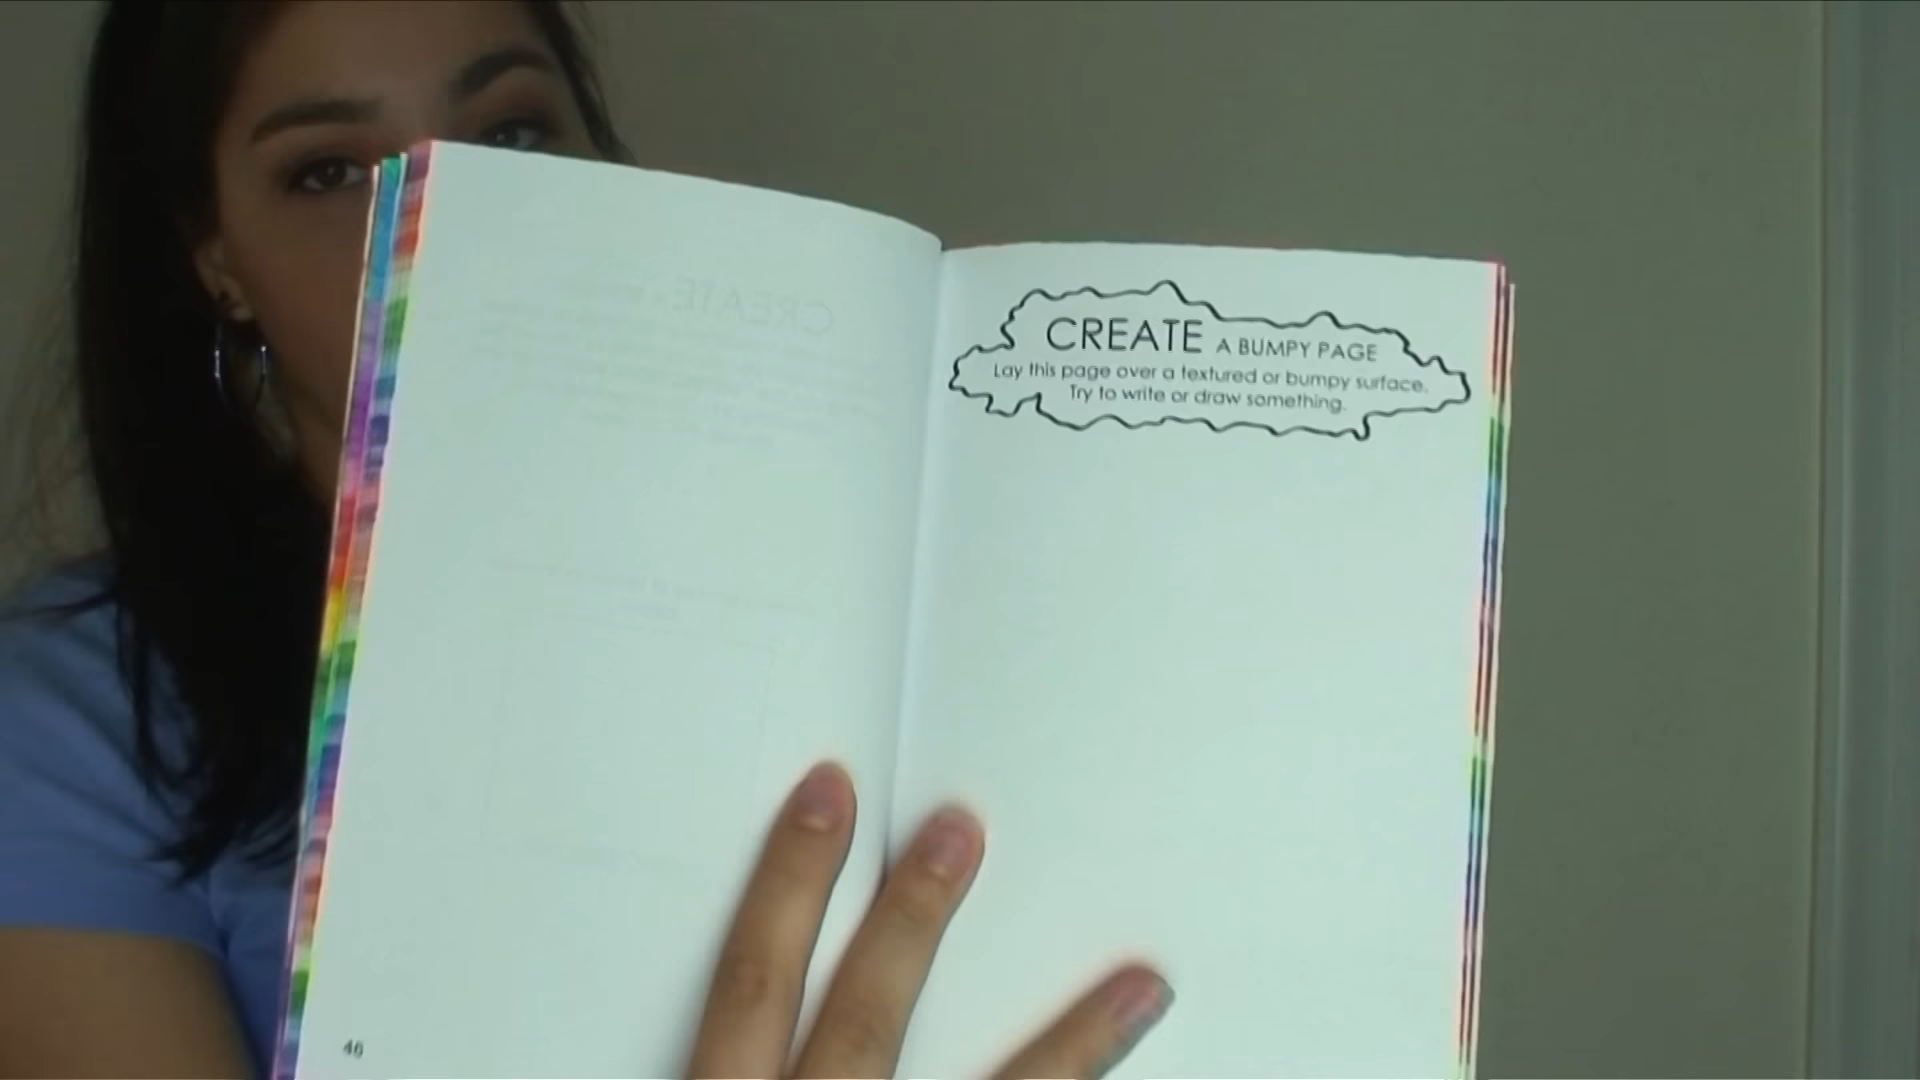 CREATE A BUMPY PAGE
Lay this page over a textured or bumpy surface.
Try to write or draw something.
46